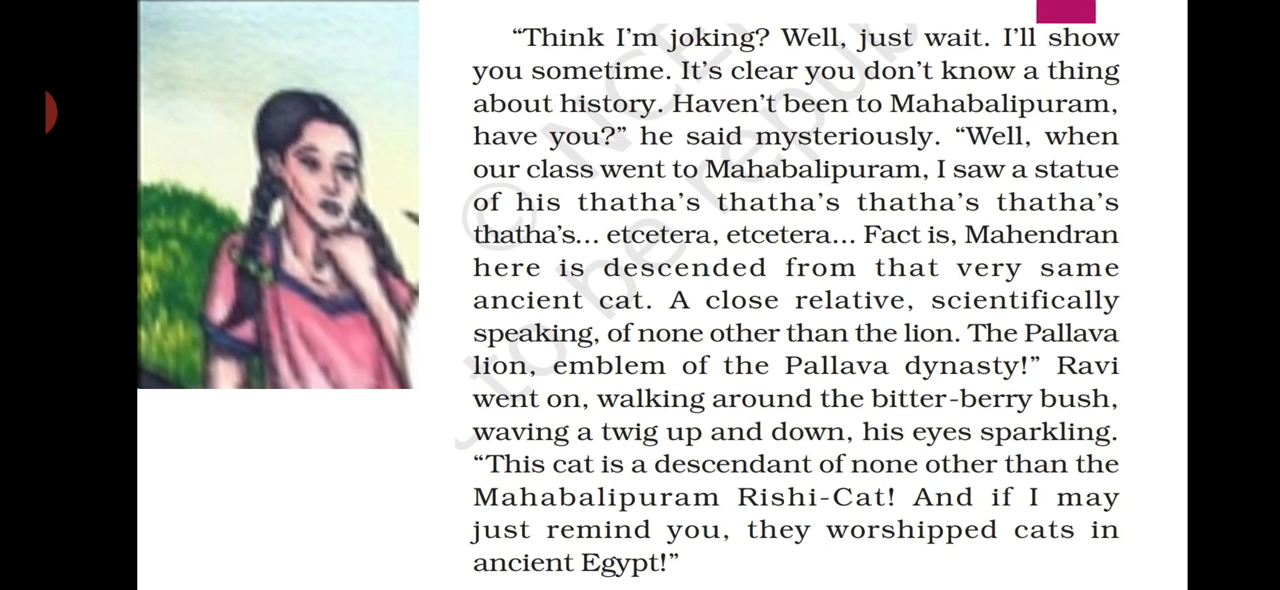 “Think I’m joking? Well, just wait. I’ll show
you sometime. It’s clear you don’t know a thing
about history. Haven’t been to Mahabalipuram,
have you?” he said mysteriously. “Well, when
our class went to Mahabalipuram, I saw a statue
of his thatha’s thatha’s thatha’s thatha’s
thatha’s... etcetera, etcetera... Fact is, Mahendran
here is descended from that very same
ancient cat. A close relative, scientifically
speaking, of none other than the lion. The Pallava
lion, emblem of the Pallava dynasty!” Ravi
went on, walking around the bitter-berry bush,
waving a twig up and down, his eyes sparkling.
“This cat is a descendant of none other than the
Mahabalipuram Rishi-Cat! And if I may
just remind you, they worshipped cats in
ancient Egypt!”
© NCE
to be repub